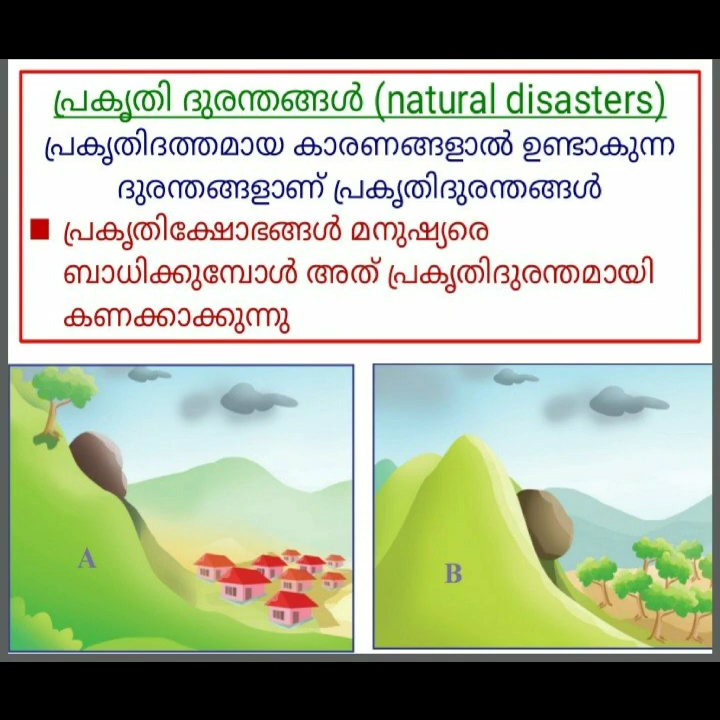 പ്രകൃതി ദുരന്തങ്ങൾ (natural disasters)
പ്രകൃതിദത്തമായ കാരണങ്ങളാൽ ഉണ്ടാകുന്ന
ദുരന്തങ്ങളാണ് പ്രകൃതിദുരന്തങ്ങൾ
പ്രകൃതിക്ഷോഭങ്ങൾ മനുഷ്യരെ
ബാധിക്കുമ്പോൾ അത് പ്രകൃതിദുരന്തമായി
കണക്കാക്കുന്നു
A
B